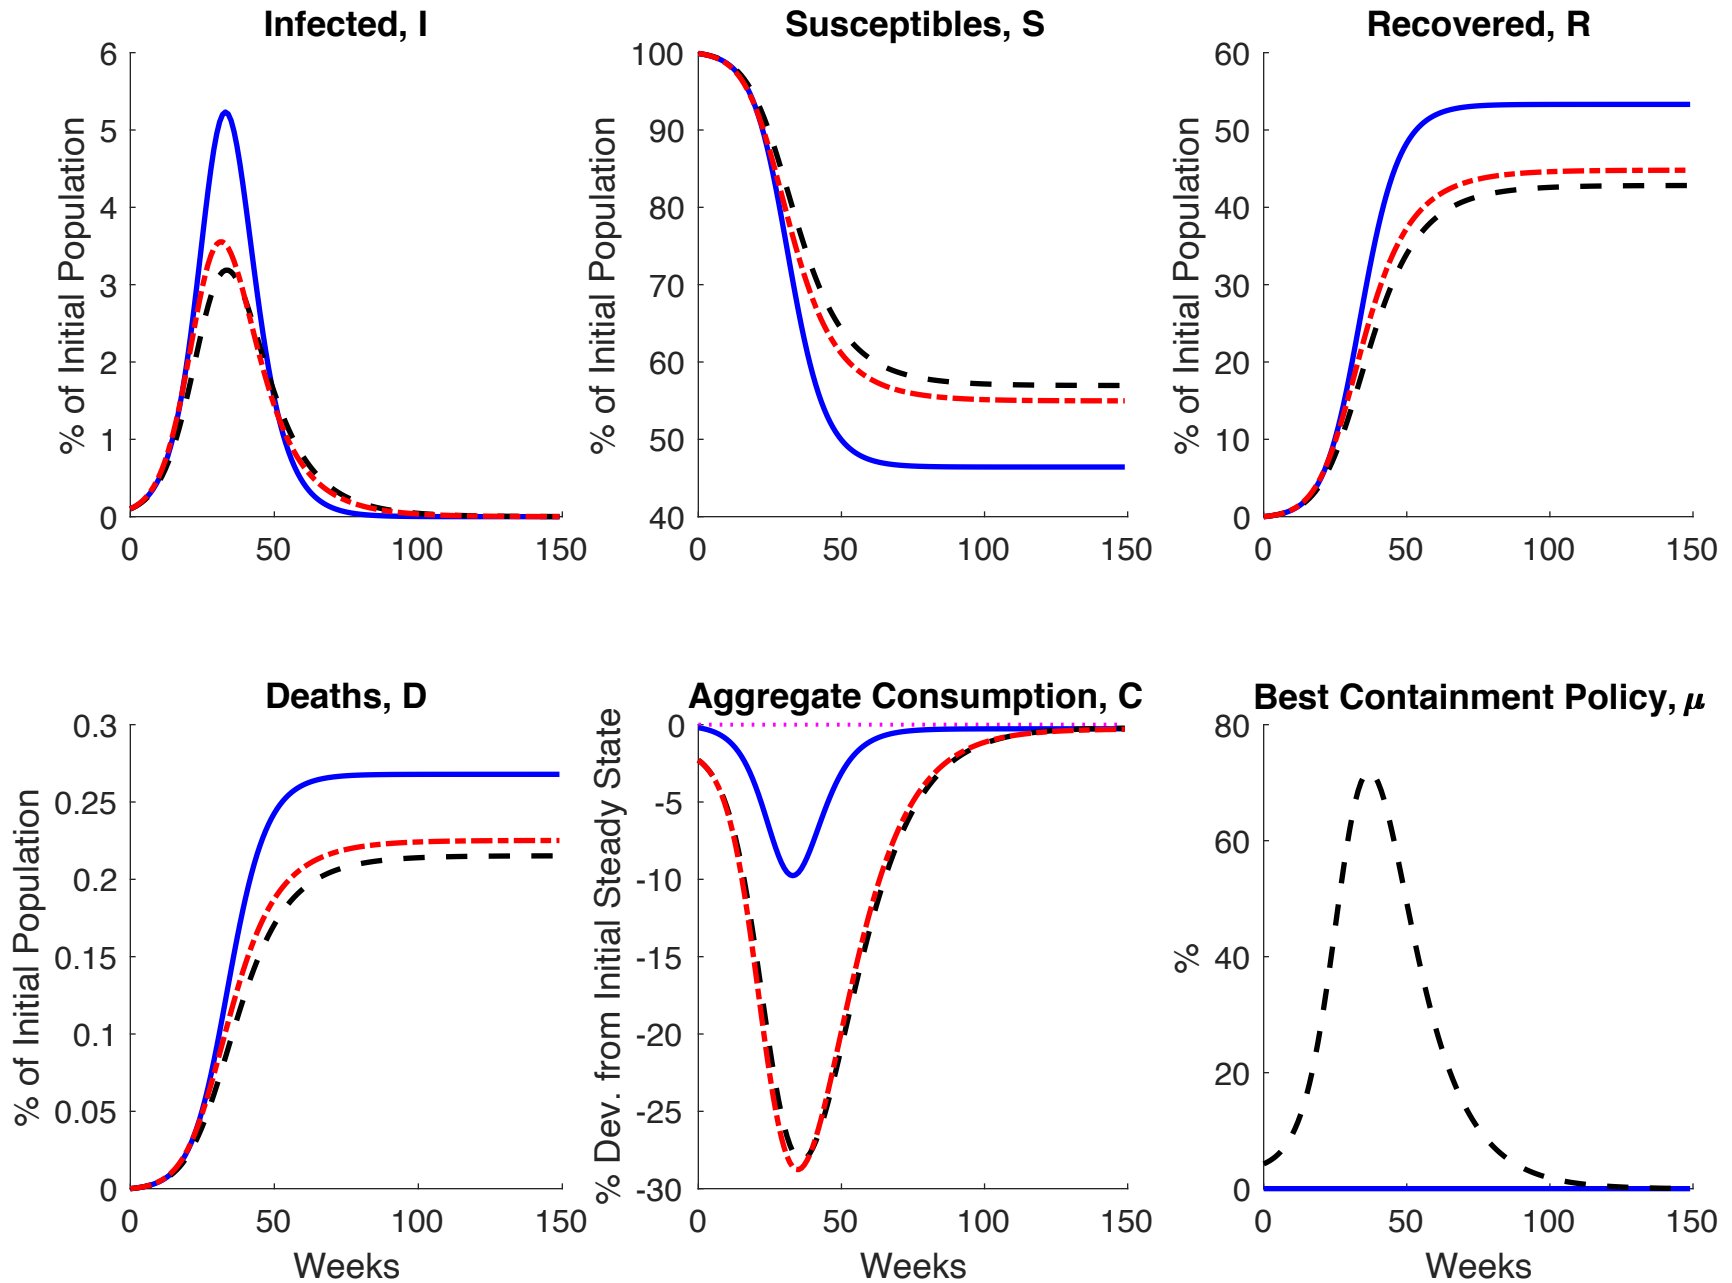 Infected, I
% of Initial Population
6
5
4
3
2
1
0
0 50 100 150
Susceptibles, S
% of Initial Population
100
90
80
70
60
50
40
0 50 100 150
Recovered, R
% of Initial Population
60
50
40
30
20
10
0
0 50 100 150
Deaths, D
% of Initial Population
0.3
0.25
0.2
0.15
0.1
0.05
0
0 50 100 150
Weeks
Aggregate Consumption, C
% Dev. from Initial Steady State
0
-5
-10
-15
-20
-25
-30
0 50 100 150
Weeks
Best Containment Policy, μ
%
80
60
40
20
0
0 50 100 150
Weeks